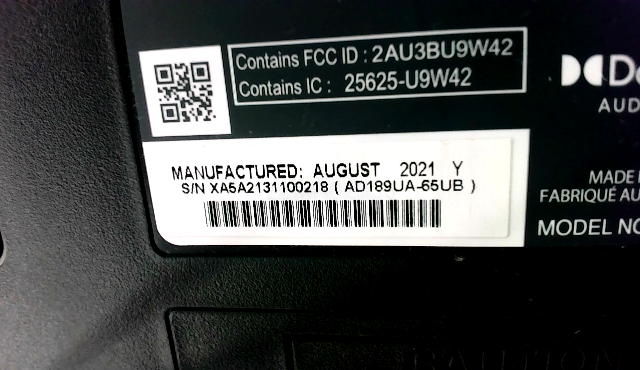 Contains FCC ID : 2AU3BU9W42
Contains IC : 25625-U9W42
AUD
MANUFACTURED: AUGUST 2021 Y
S/N XA5A2131100218 ( AD189UA-65UB )
MADE
FABRIQUÉ AU
MODEL NO